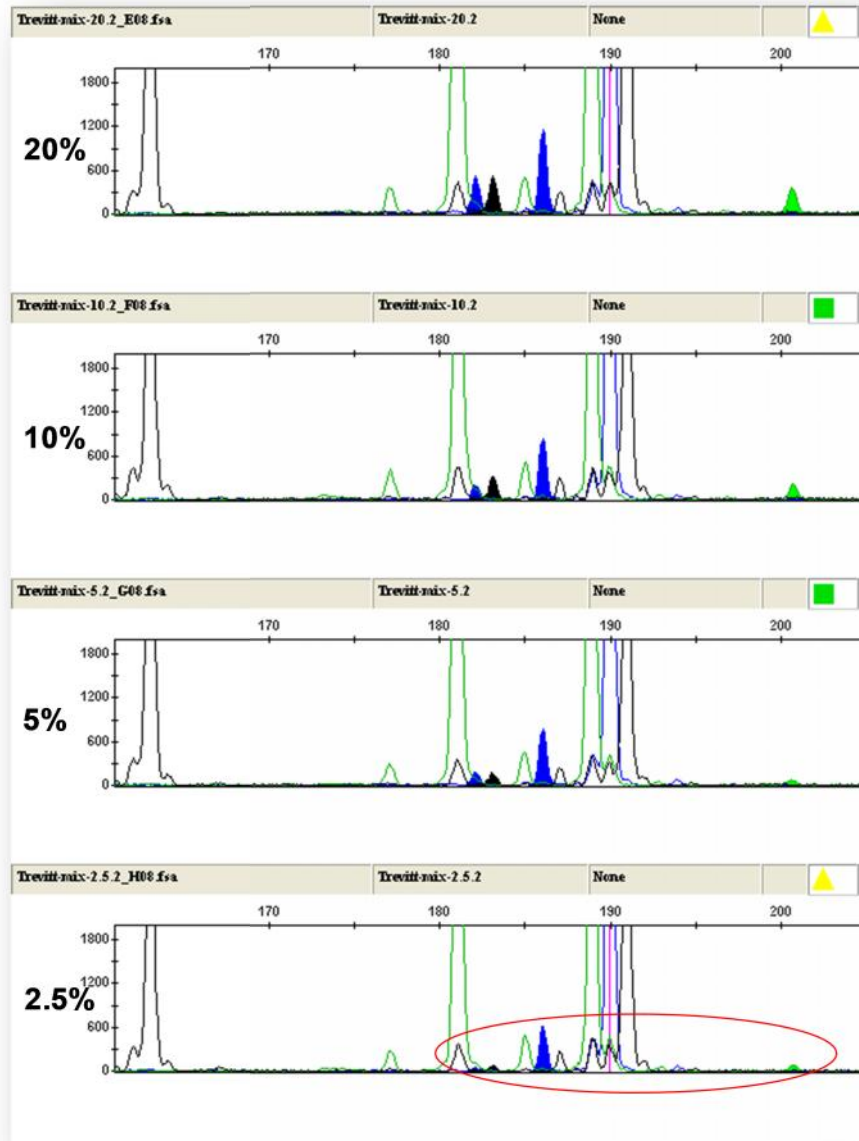 Trevitt-mix-20.2_E08.fsa Trevitt-mix-20.2 None
170 180 190 200
1800
1200
20%
600
0
Trevitt-mix-10.2_F08.fsa Trevitt-mix-10.2 None
170 180 190 200
1800
1200
10%
600
0
Trevitt-mix-5.2_G08.fsa Trevitt-mix-5.2 None
170 180 190 200
1800
1200
5%
600
0
Trevitt-mix-2.5.2_H08.fsa Trevitt-mix-2.5.2 None
170 180 190 200
1800
1200
2.5%
600
0